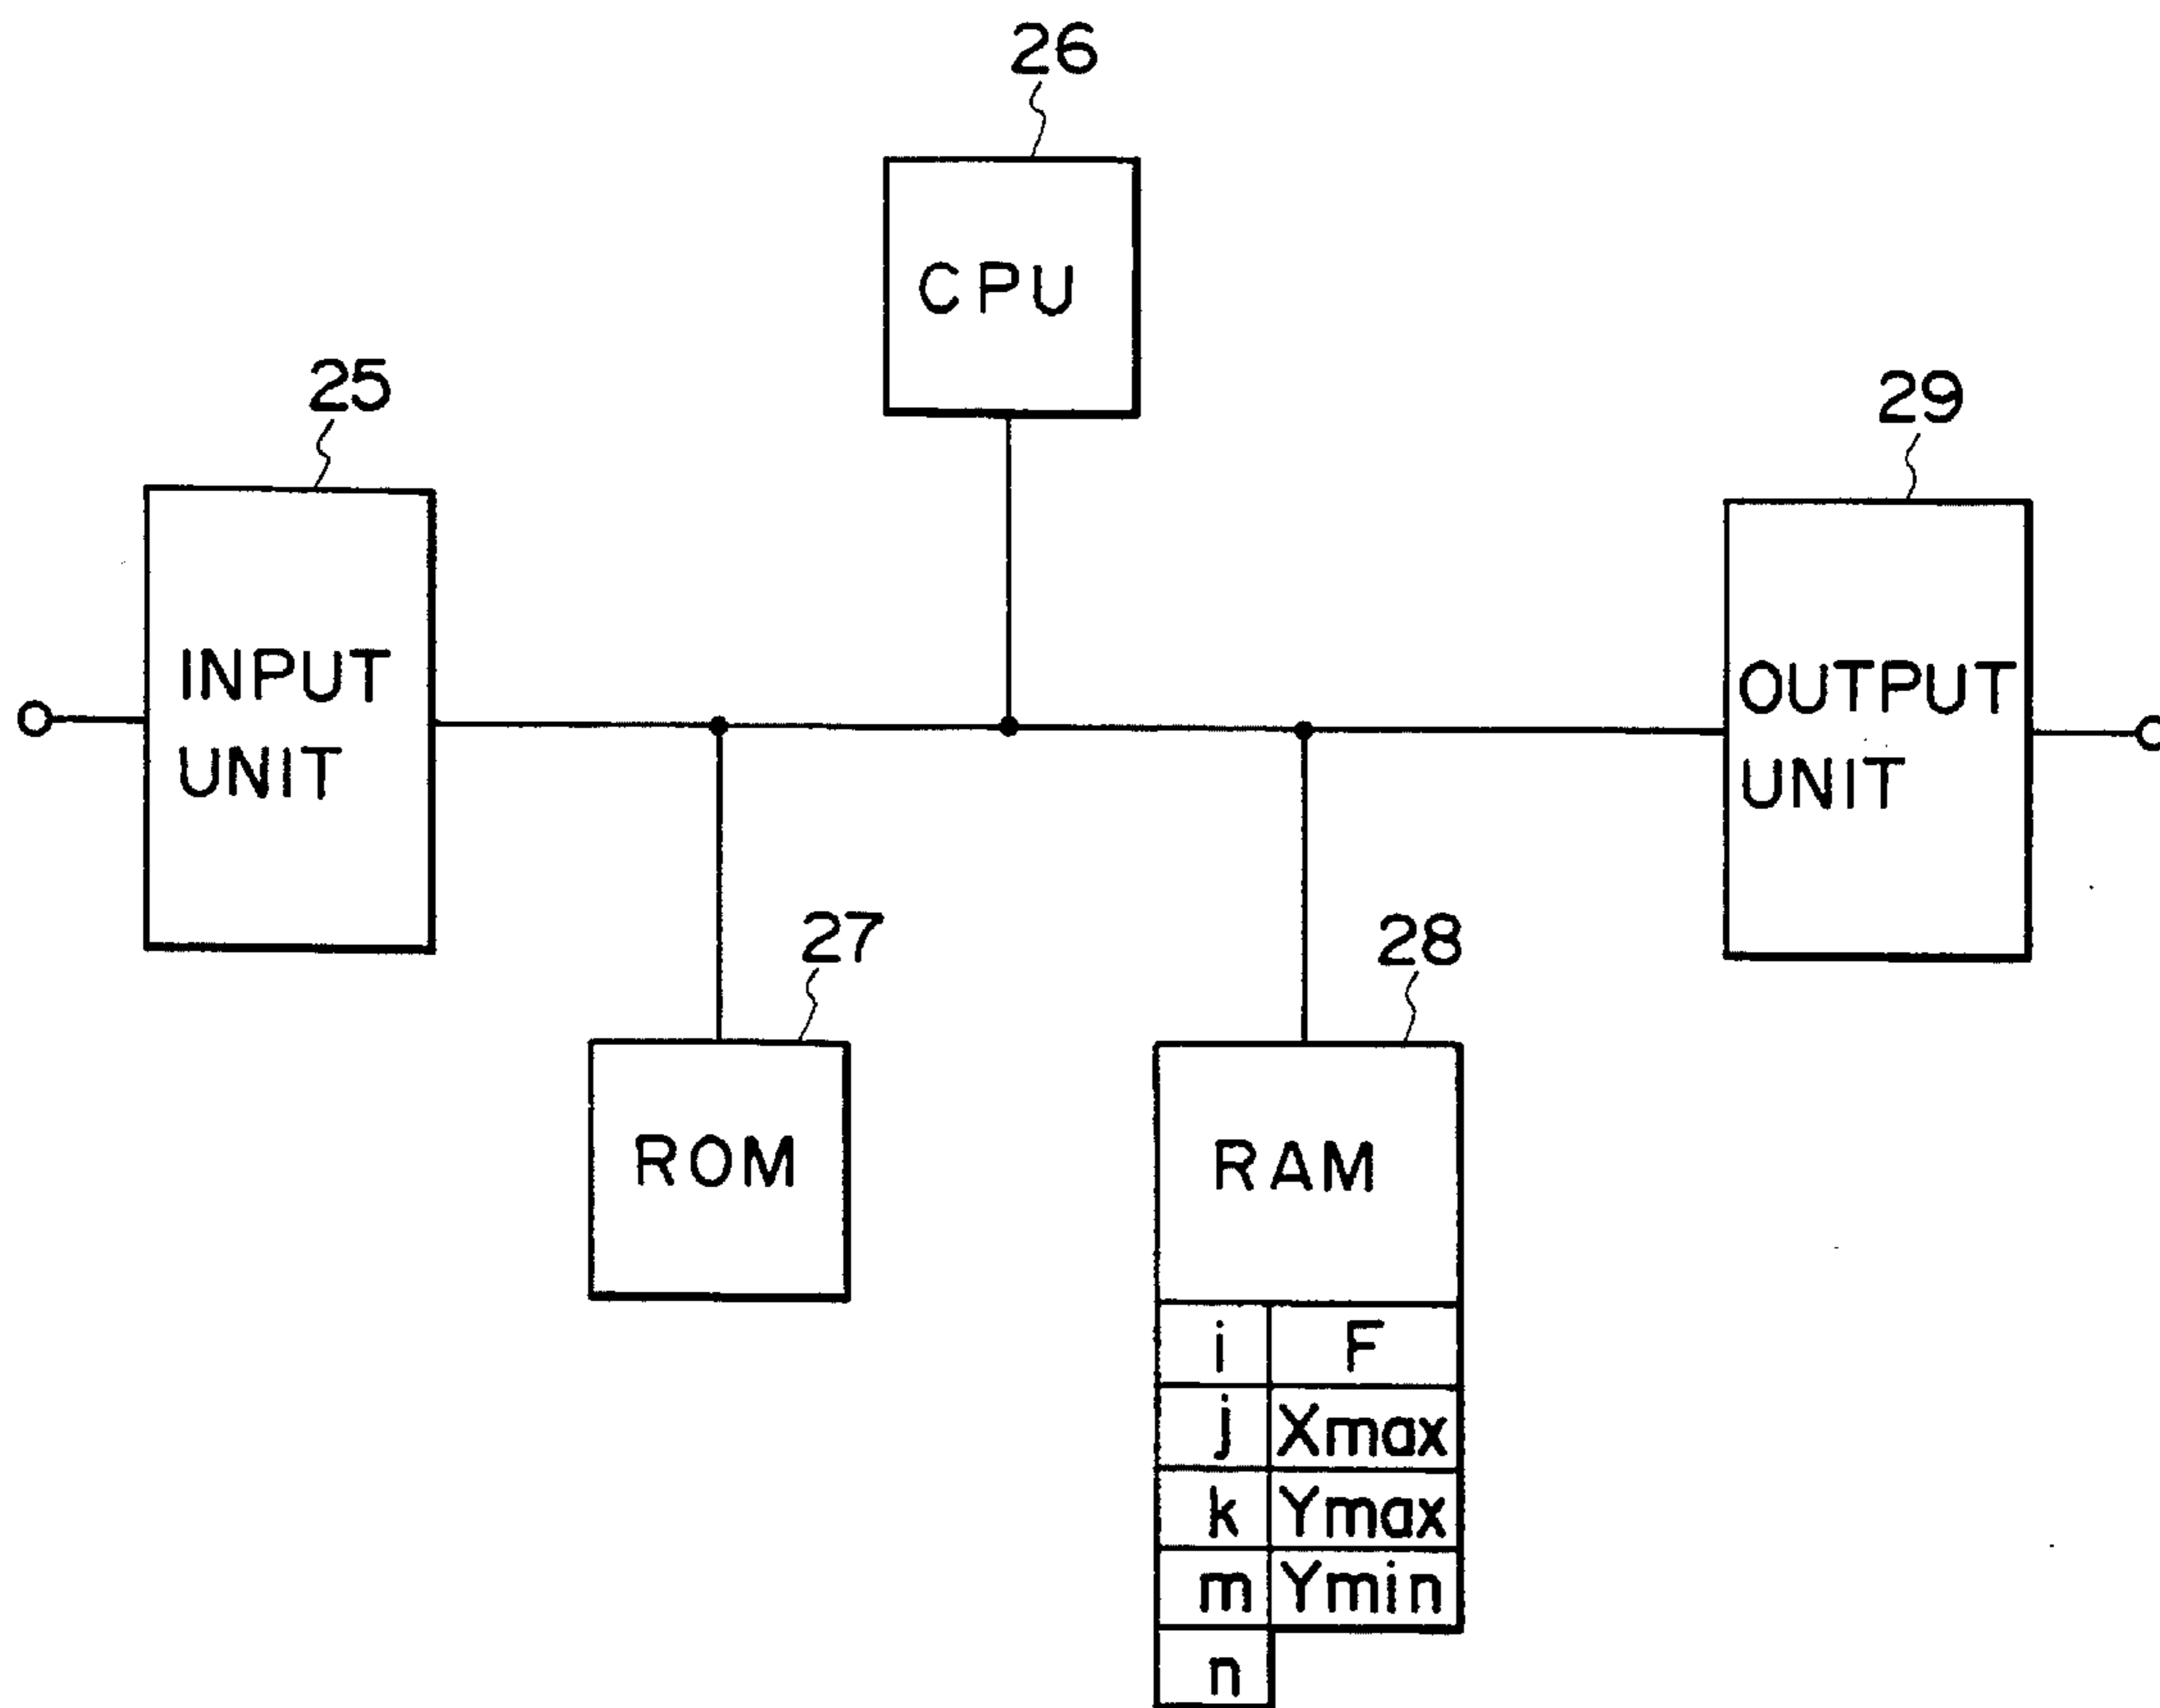 26
CPU
25
29
INPUT
UNIT
OUTPUT
UNIT
27
28
ROM
RAM
i F
j Xmax
k Ymax
m Ymin
n